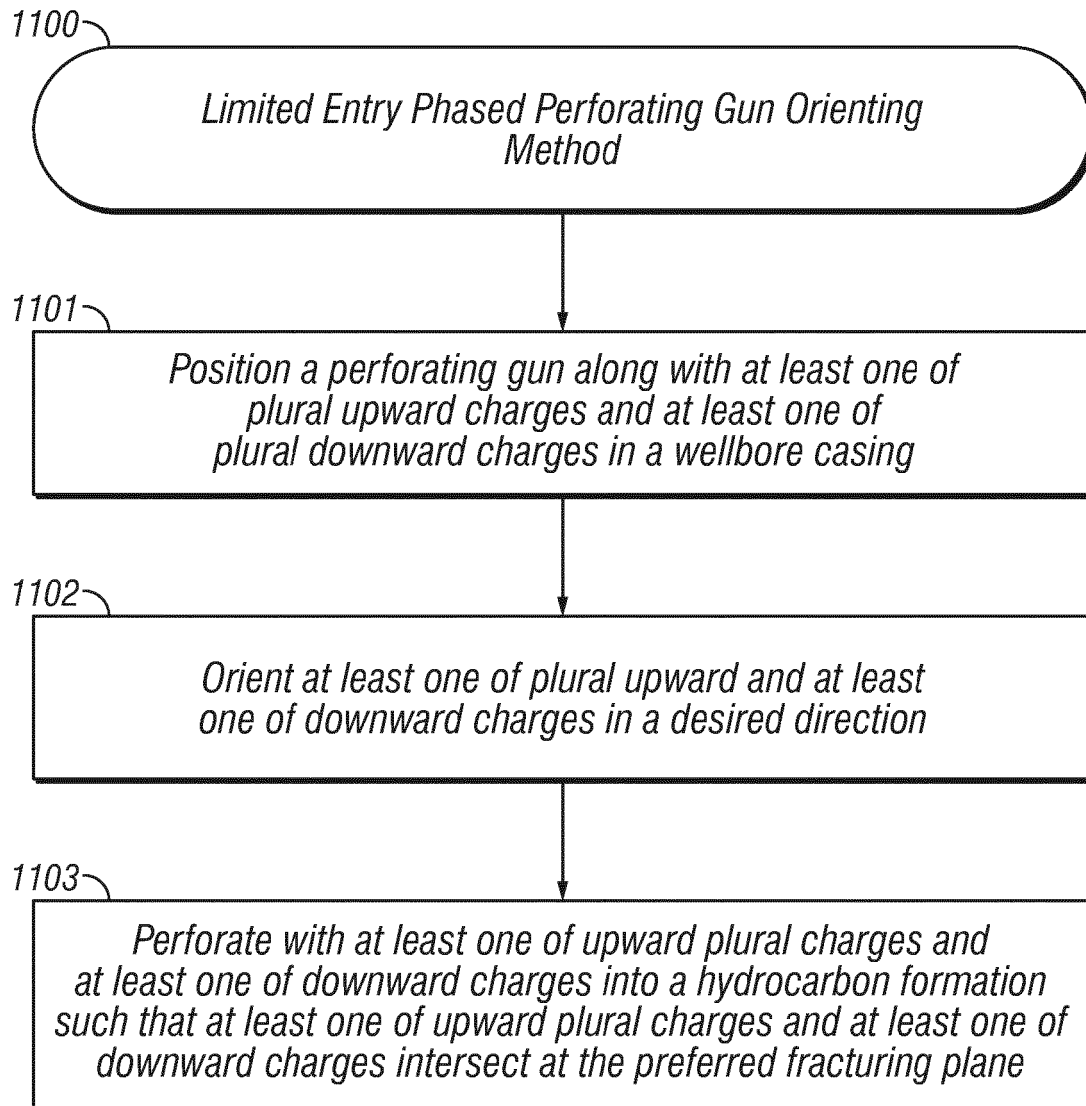 1100
Limited Entry Phased Perforating Gun Orienting
Method
1101
Position a perforating gun along with at least one of
plural upward charges and at least one of
plural downward charges in a wellbore casing
1102
Orient at least one of plural upward and at least
one of downward charges in a desired direction
1103
Perforate with at least one of upward plural charges and
at least one of downward charges into a hydrocarbon formation
such that at least one of upward plural charges and at least one of
downward charges intersect at the preferred fracturing plane